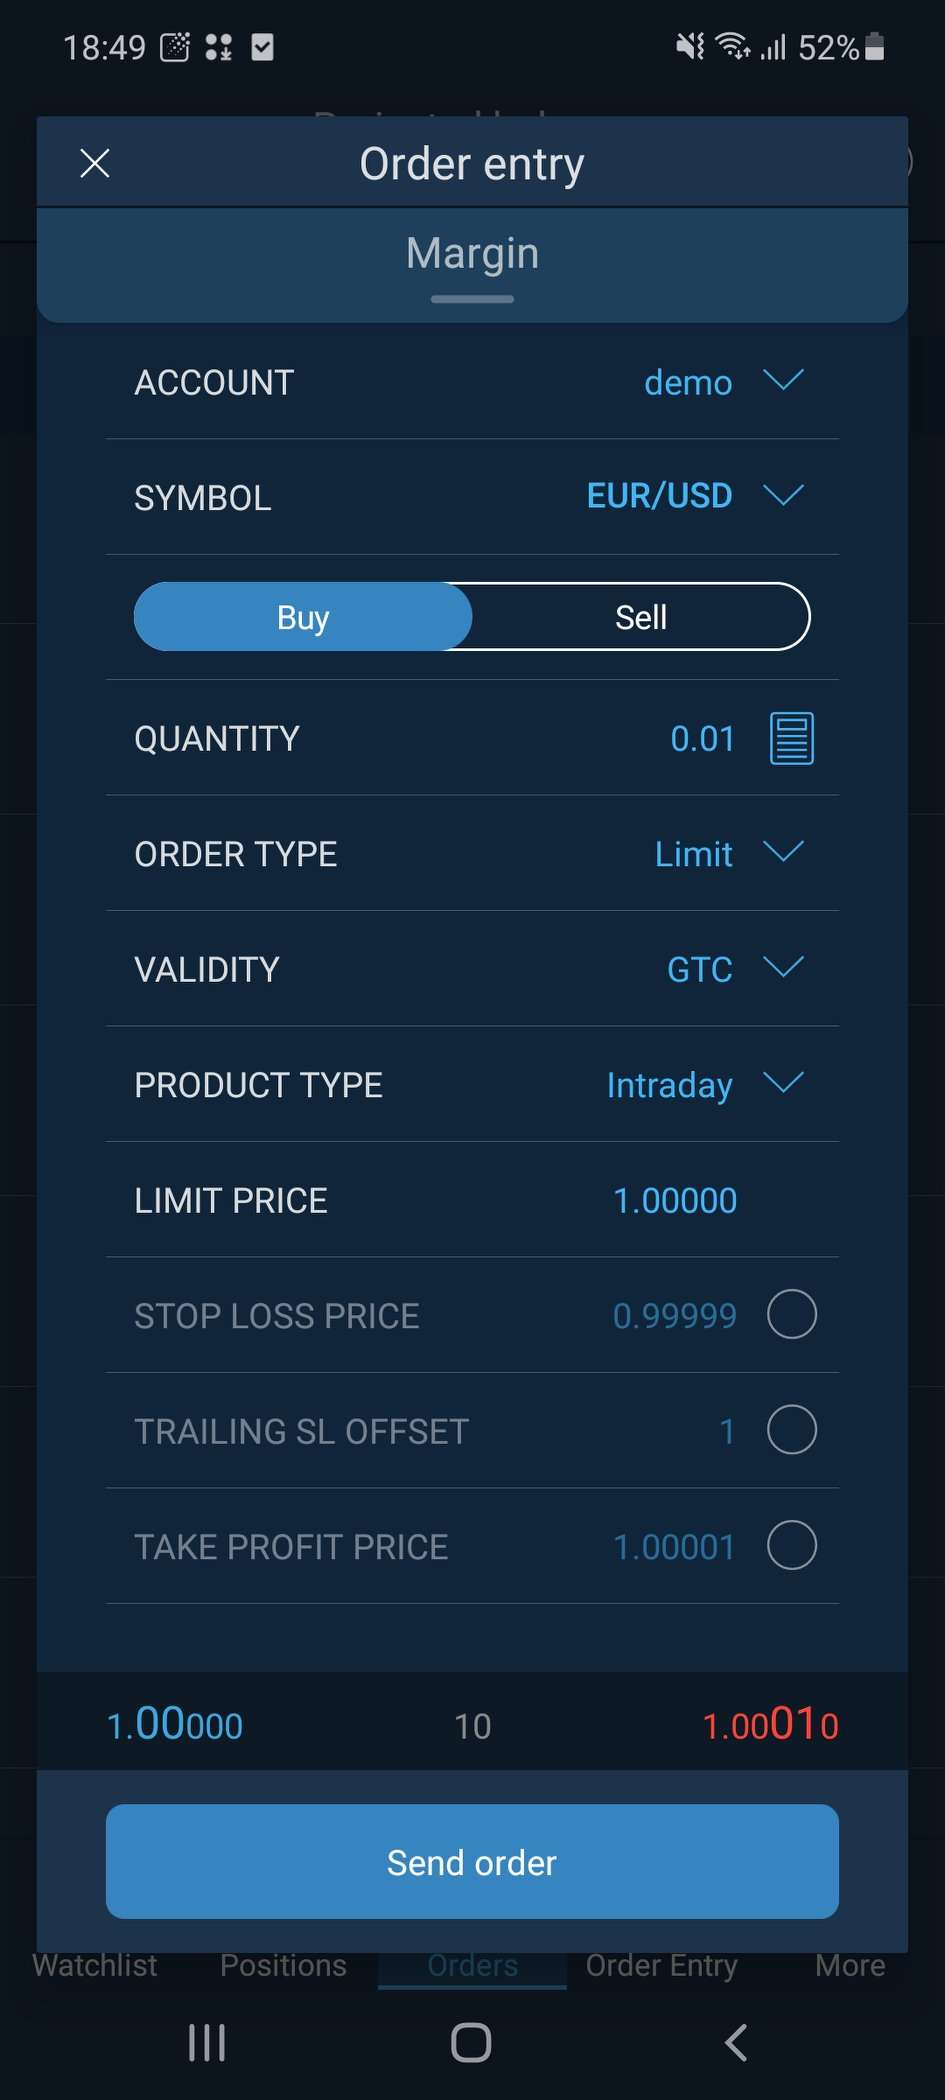 18:49 52%
Order entry
Margin
ACCOUNT demo
SYMBOL EUR/USD
Buy Sell
QUANTITY 0.01
ORDER TYPE Limit
VALIDITY GTC
PRODUCT TYPE Intraday
LIMIT PRICE 1.00000
STOP LOSS PRICE 0.99999
TRAILING SL OFFSET 1
TAKE PROFIT PRICE 1.00001
1.00000 10 1.00010
Send order
Watchlist Positions Orders Order Entry More